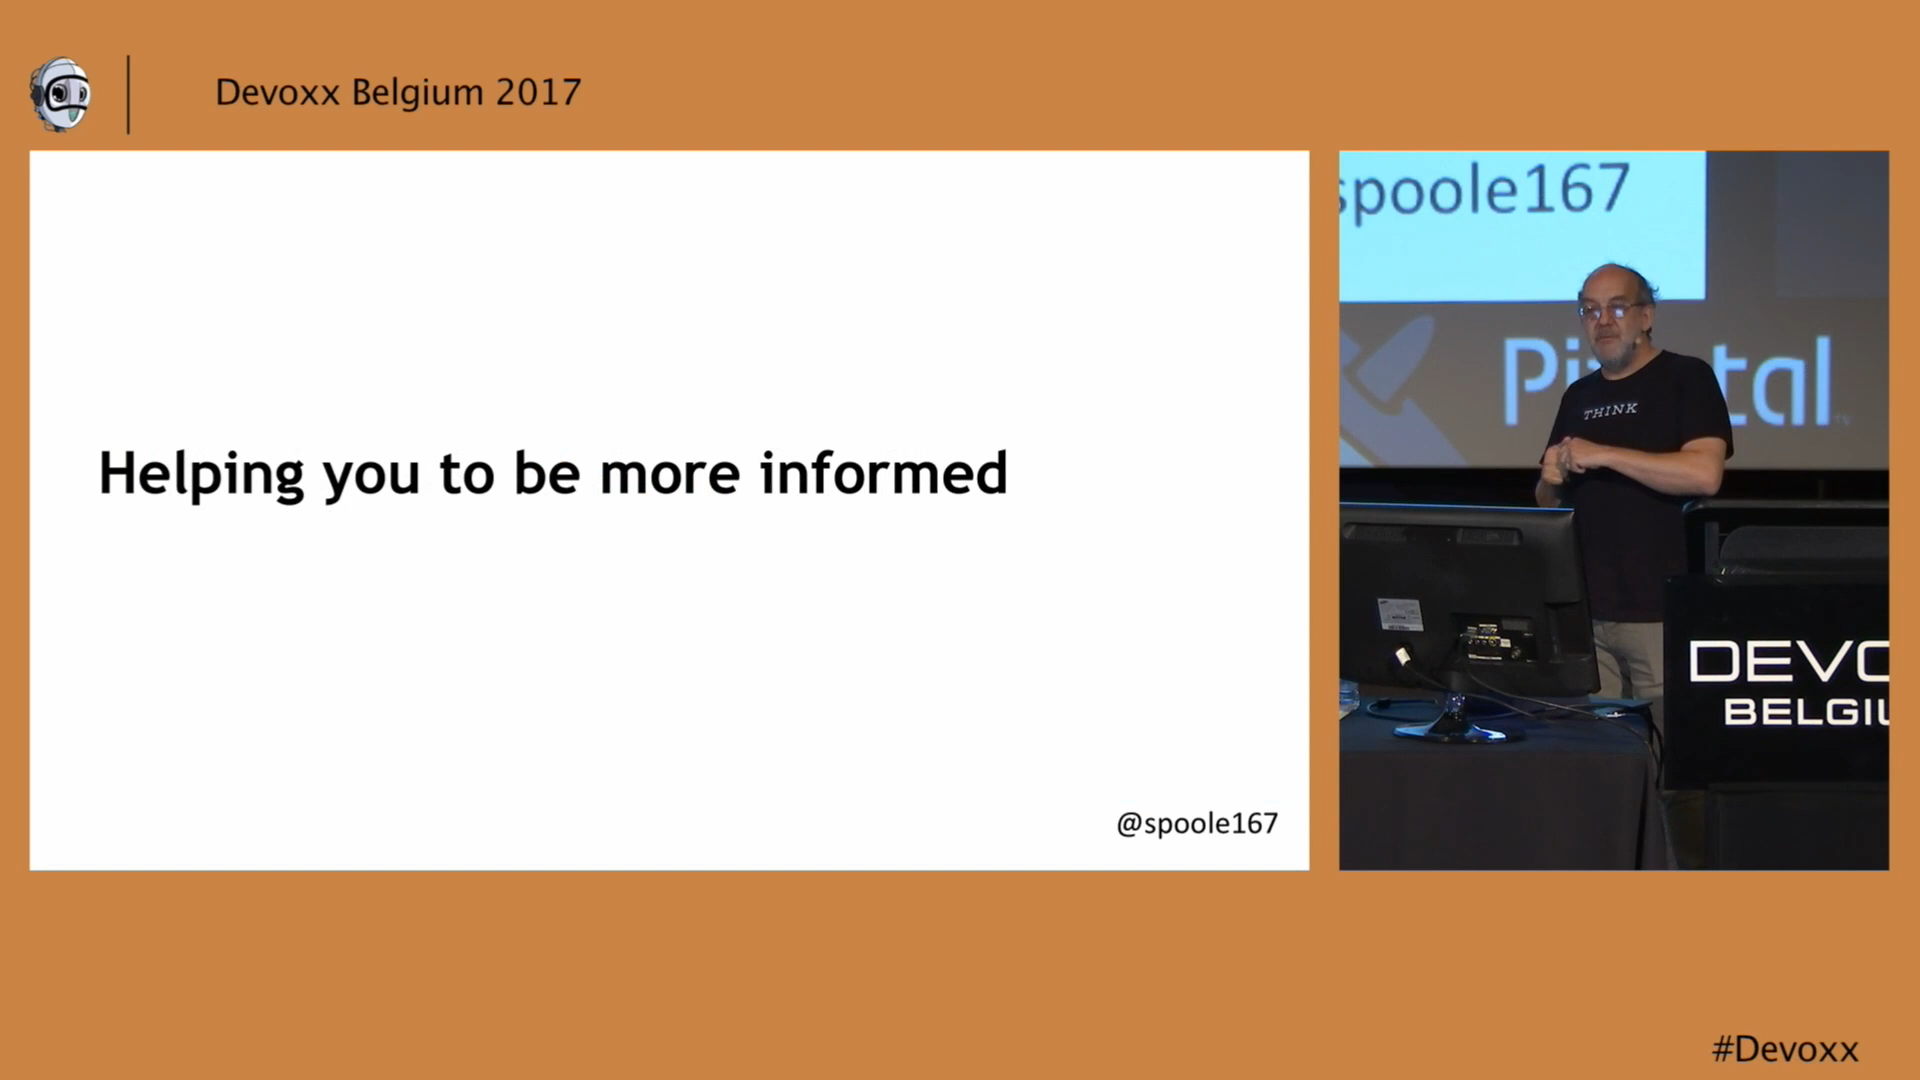 Devoxx Belgium 2017
Helping you to be more informed
@spoole167
spoole167
THINK
DEVO
BELGIU
#Devoxx